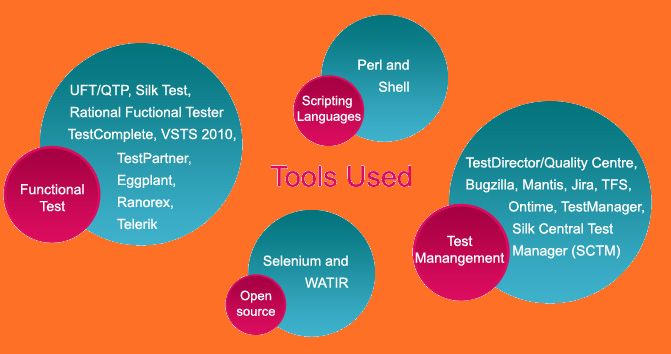 UFT/QTP, Silk Test,
Rational Fuctional Tester
TestComplete, VSTS 2010,
TestPartner,
Eggplant,
Ranorex,
Telerik
Functional
Test
Perl and
Shell
Scripting
Languages
Tools Used
Selenium and
WATIR
Open
source
TestDirector/Quality Centre,
Bugzilla, Mantis, Jira, TFS,
Ontime, TestManager,
Silk Central Test
Manager (SCTM)
Test
Manangement